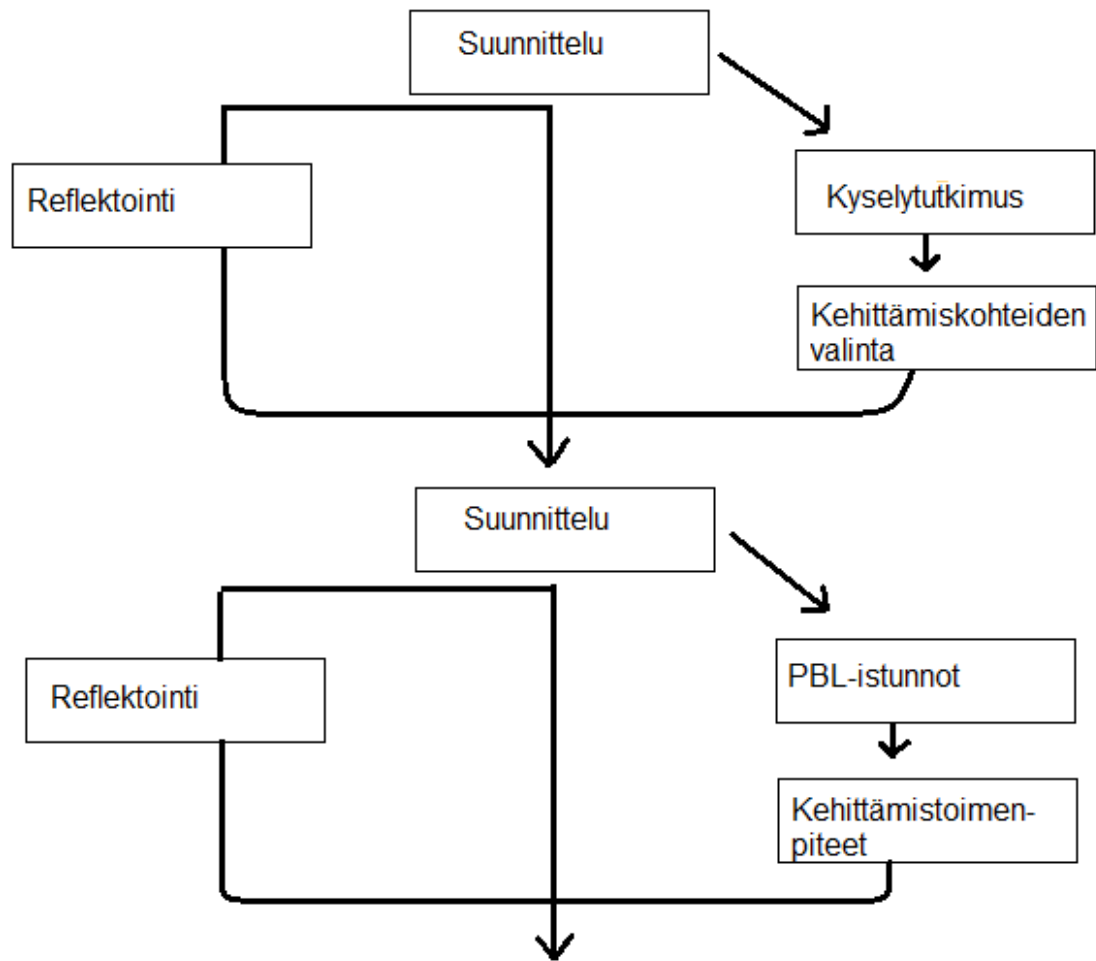 Suunnittelu
Reflektointi
Kyselytutkimus
Kehittämiskohteiden
valinta
Suunnittelu
Reflektointi
PBL-istunnot
Kehittämistoimen-
piteet